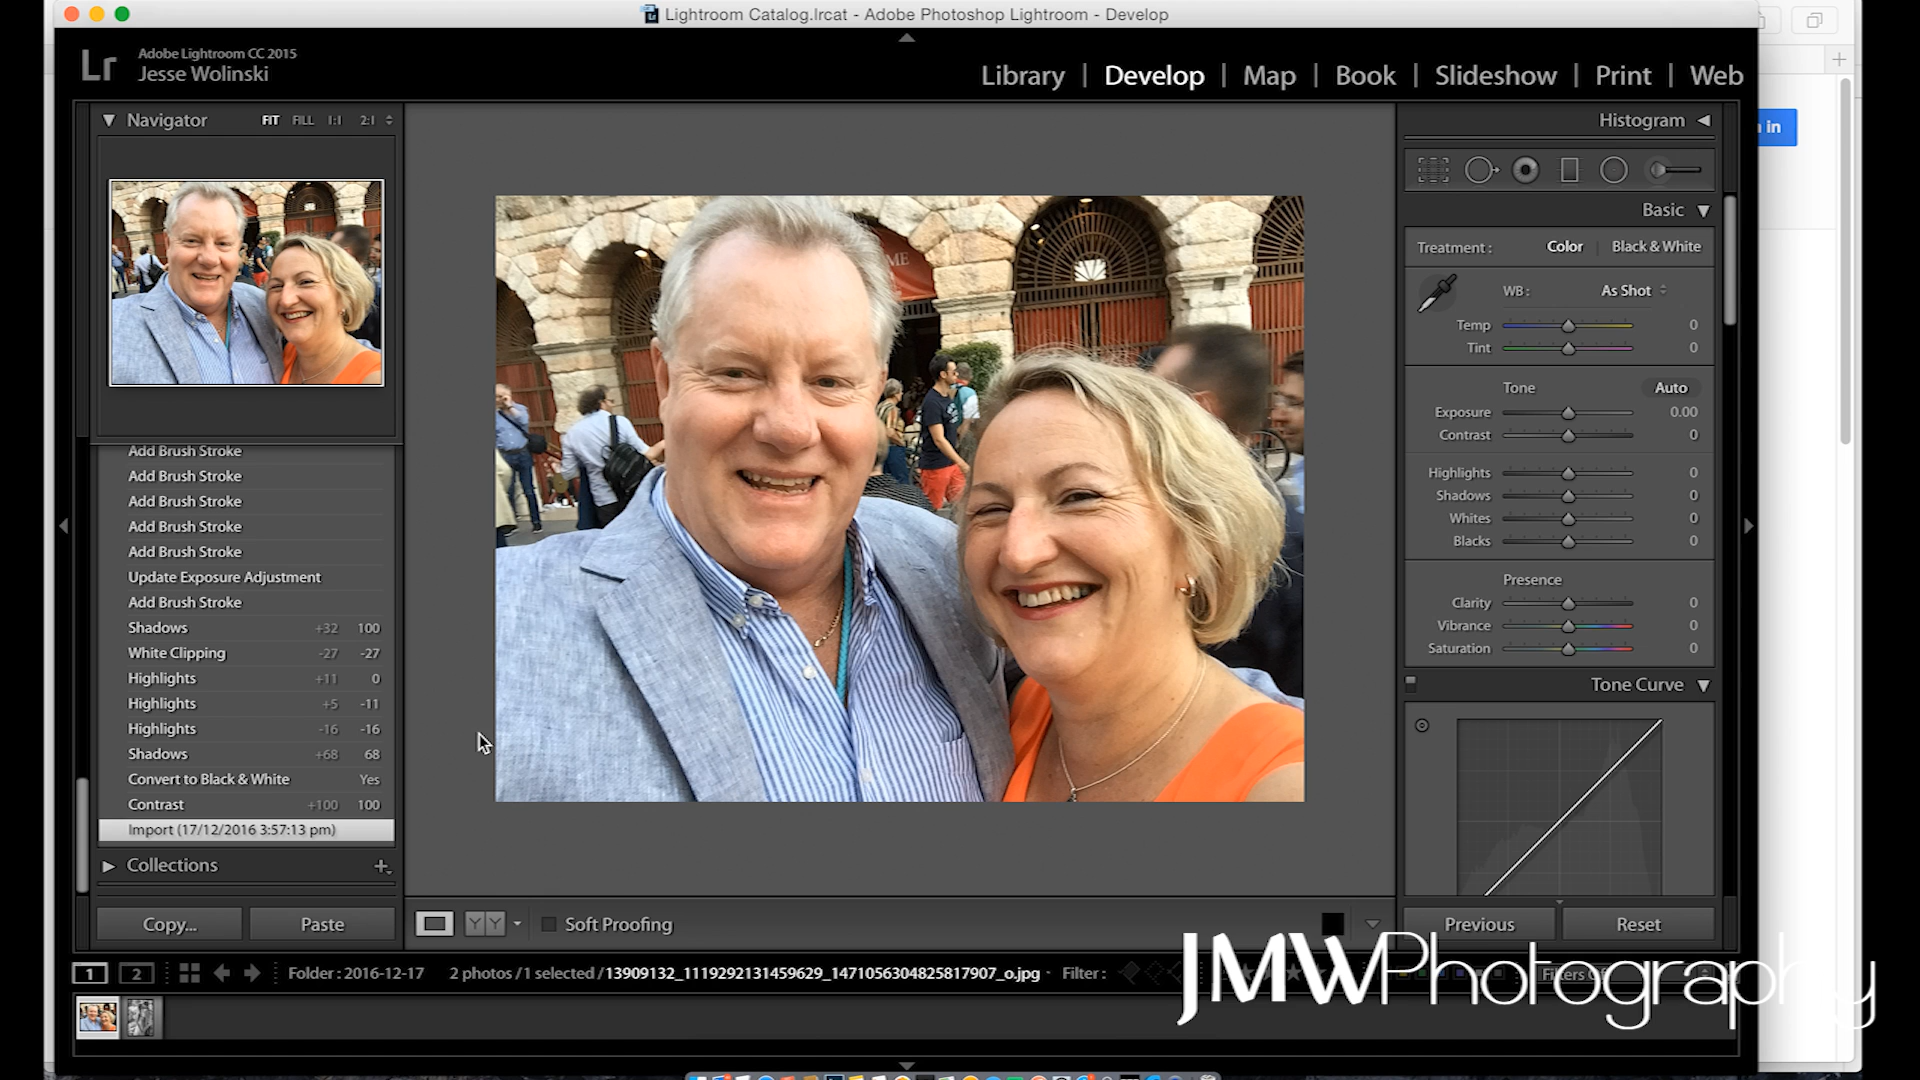 Lightroom Catalog.lrcat - Adobe Photoshop Lightroom - Develop
Lr
Adobe Lightroom CC 2015
Jesse Wolinski
Library | Develop | Map | Book | Slideshow | Print | Web
Navigator FIT FILL 1:1 2:1
Histogram
in
Basic
Treatment : Color Black & White
WB : As Shot
Temp 0
Tint 0
Tone Auto
Exposure 0.00
Contrast 0
Highlights 0
Shadows 0
Whites 0
Blacks 0
Presence
Clarity 0
Vibrance 0
Saturation 0
Tone Curve
Add Brush Stroke
Add Brush Stroke
Add Brush Stroke
Add Brush Stroke
Add Brush Stroke
Update Exposure Adjustment
Add Brush Stroke
Shadows +32 100
White Clipping -27 -27
Highlights +11 0
Highlights +5 -11
Highlights -16 -16
Shadows +68 68
Convert to Black & White Yes
Contrast +100 100
Import (17/12/2016 3:57:13 pm)
Collections
Copy... Paste
Y Y Soft Proofing
Previous Reset
1 2 Folder : 2016-12-17 2 photos / 1 selected / 13909132_1119292131459629_1471056304825817907_o.jpg Filter :
JMWPhotography